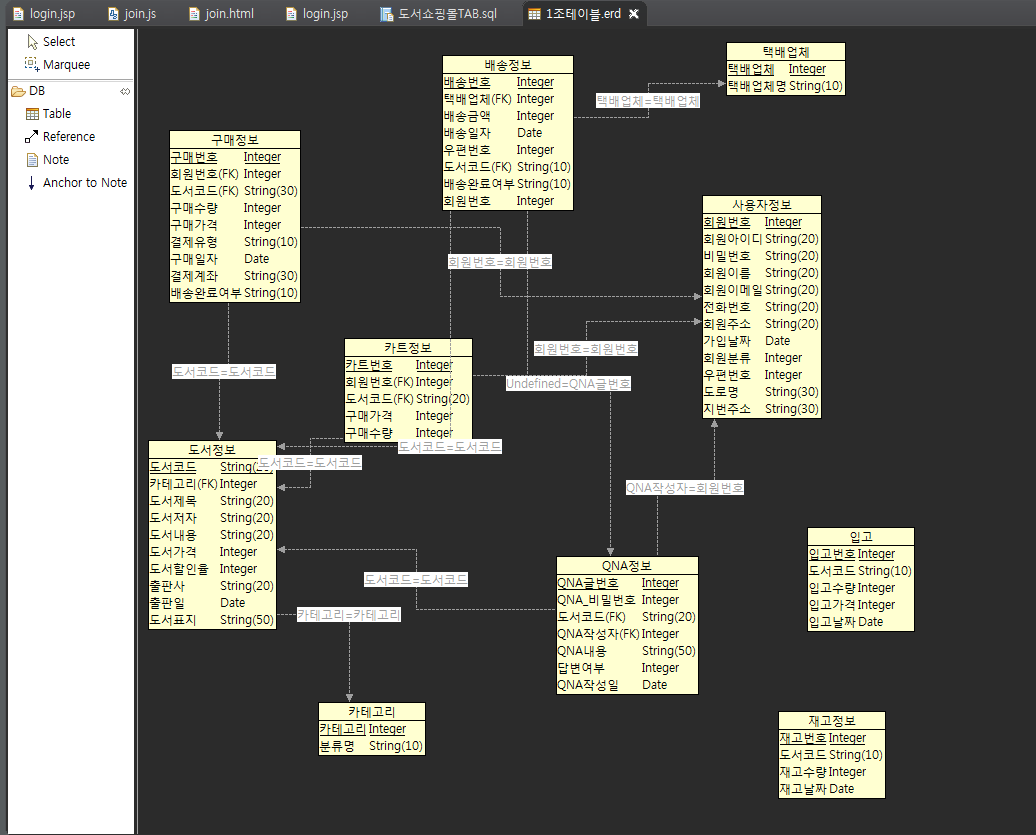 login.jsp join.js join.html login.jsp 도서쇼핑몰TAB.sql 1조테이블.erd
Select
Marquee
DB
Table
Reference
Note
Anchor to Note
배송정보
배송번호 Integer
택배업체(FK) Integer
배송금액 Integer
배송일자 Date
우편번호 Integer
도서코드(FK) String(10)
배송완료여부 String(10)
회원번호 Integer
택배업체
택배업체 Integer
택배업체명 String(10)
택배업체=택배업체
구매정보
구매번호 Integer
회원번호(FK) Integer
도서코드(FK) String(30)
구매수량 Integer
구매가격 Integer
결제유형 String(10)
구매일자 Date
결제계좌 String(30)
배송완료여부 String(10)
사용자정보
회원번호 Integer
회원아이디 String(20)
비밀번호 String(20)
회원이름 String(20)
회원이메일 String(20)
전화번호 String(20)
회원주소 String(20)
가입날짜 Date
회원분류 Integer
우편번호 Integer
도로명 String(30)
지번주소 String(30)
회원번호=회원번호
회원번호=회원번호
도서코드=도서코드
Undefined=QNA글번호
카트정보
카트번호 Integer
회원번호(FK) Integer
도서코드(FK) String(20)
구매가격 Integer
구매수량 Integer
도서코드=도서코드
도서코드=도서코드
도서정보
도서코드
카테고리(FK) Integer
도서제목 String(20)
도서저자 String(20)
도서내용 String(20)
도서가격 Integer
도서할인율 Integer
출판사 String(20)
출판일 Date
도서표지 String(50)
QNA작성자=회원번호
도서코드=도서코드
카테고리=카테고리
QNA정보
QNA글번호 Integer
QNA_비밀번호 Integer
도서코드(FK) String(20)
QNA작성자(FK) Integer
QNA내용 String(50)
답변여부 Integer
QNA작성일 Date
입고
입고번호 Integer
도서코드 String(10)
입고수량 Integer
입고가격 Integer
입고날짜 Date
카테고리
카테고리 Integer
분류명 String(10)
재고정보
재고번호 Integer
도서코드 String(10)
재고수량 Integer
재고날짜 Date